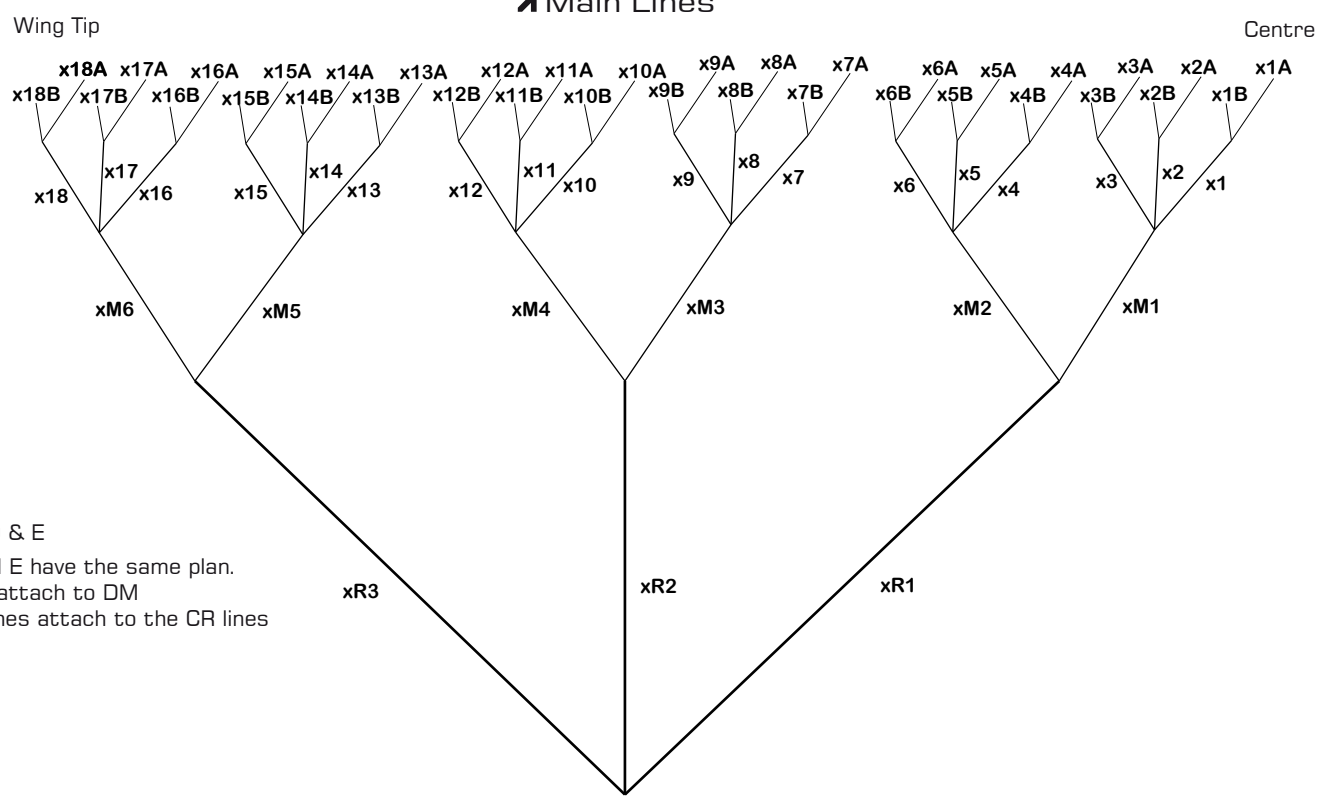 Main Lines
Wing Tip
Centre
x18A x17A x16A x15A x14A x13A x12A x11A x10A x9A x8A x7A x6A x5A x4A x3A x2A x1A
x18B x17B x16B x15B x14B x13B x12B x11B x10B x9B x8B x7B x6B x5B x4B x3B x2B x1B
x18 x17 x16 x15 x14 x13 x12 x11 x10 x9 x8 x7 x6 x5 x4 x3 x2 x1
xM6 xM5 xM4 xM3 xM2 xM1
& E
E have the same plan.
attach to DM
attach to the CR lines
xR3 xR2 xR1